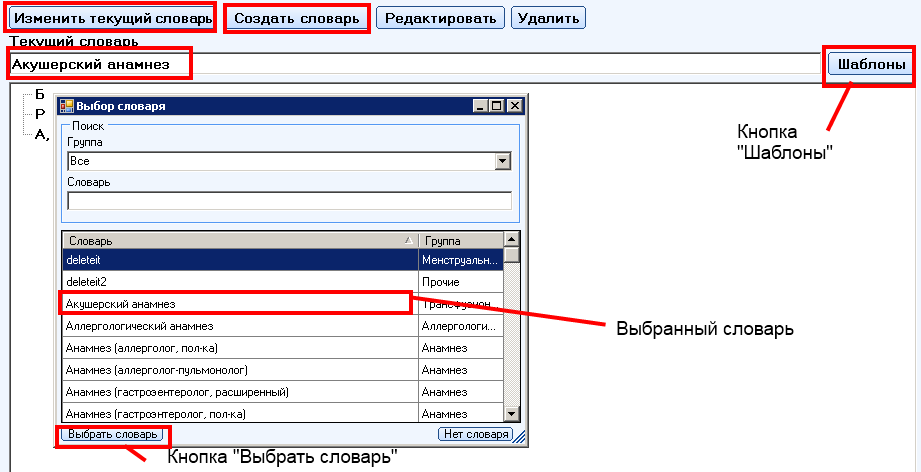 Изменить текущий словарь Создать словарь Редактировать Удалить
Текущий словарь
Акушерский анамнез Шаблоны
Б
Р
А,
Выбор словаря
Поиск
Группа
Все
Словарь
Словарь Группа
deleteit Менструальн...
deleteit2 Прочие
Акушерский анамнез Трансфузион...
Аллергологический анамнез Аллергологи...
Анамнез (аллерголог, пол-ка) Анамнез
Анамнез (аллерголог-пульмонолог) Анамнез
Анамнез (гастроэентеролог, расширенный) Анамнез
Анамнез (гастроэнтеролог, пол-ка) Анамнез
Выбрать словарь Нет словаря
Кнопка
"Шаблоны"
Выбранный словарь
Кнопка "Выбрать словарь"